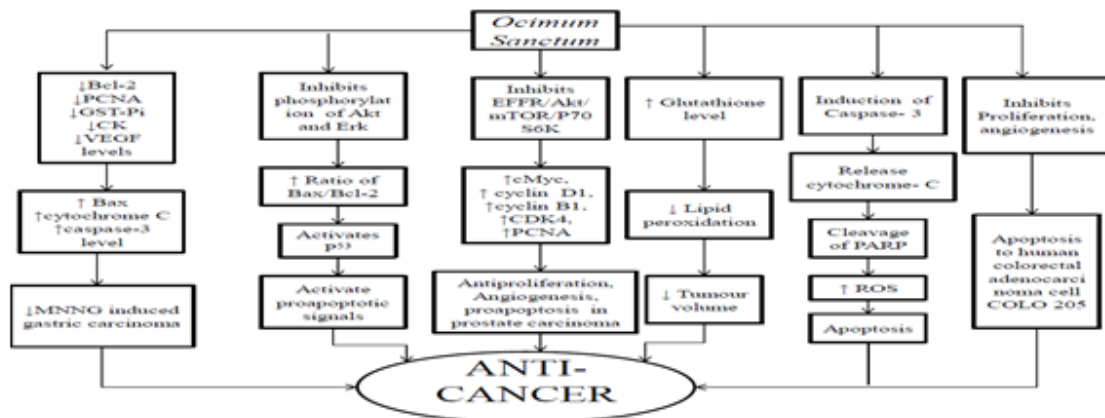 Ocimum
Sanctum
↓Bcl-2
↓PCNA
↓GST-Pi
↓CK
↓VEGF
levels
↑ Bax
↑cytochrome C
↑caspase-3
level
↓MNNG induced
gastric carcinoma
Inhibits
phosphorylat
ion of Akt
and Erk
↑ Ratio of
Bax/Bcl-2
Activates
p53
Activate
proapoptotic
signals
Inhibits
EFFR/Akt/
mTOR/P70
S6K
↑cMyc,
↑ cyclin D1,
↑cyclin B1,
↑CDK4,
↑PCNA
Antiproliferation,
Angiogenesis,
proapoptosis in
prostate carcinoma
↑ Glutathione
level
↓ Lipid
peroxidation
↓ Tumour
volume
Induction of
Caspase- 3
Release
cytochrome- C
Cleavage
of PARP
↑ ROS
Apoptosis
Inhibits
Proliferation,
angiogenesis
Apoptosis
to human
colorectal
adenocarci
noma cell
COLO 205
ANTI-
CANCER